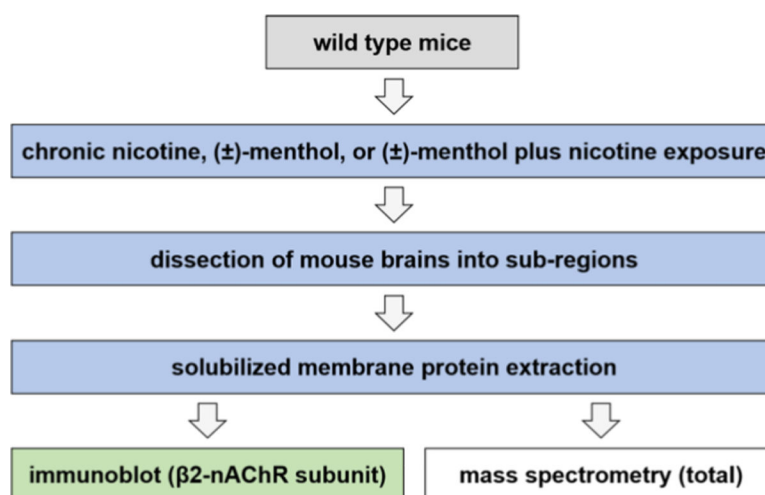 wild type mice
chronic nicotine, (±)-menthol, or (±)-menthol plus nicotine exposure
dissection of mouse brains into sub-regions
solubilized membrane protein extraction
immunoblot (β2-nAChR subunit)
mass spectrometry (total)